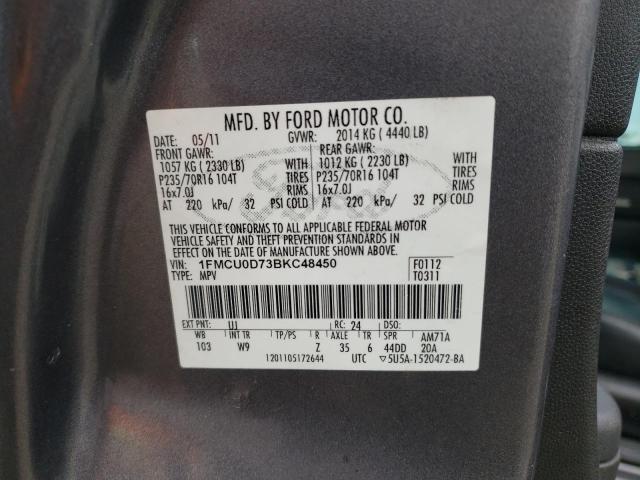 MFD. BY FORD MOTOR CO.
DATE: 05/11 GVWR: 2014 KG ( 4440 LB)
FRONT GAWR: REAR GAWR:
1057 KG ( 2330 LB) WITH 1012 KG ( 2230 LB) WITH
P235/70R16 104T TIRES P235/70R16 104T TIRES
16x7.0J RIMS 16x7.0J RIMS
AT 220 kPa/ 32 PSI COLD AT 220 kPa/ 32 PSI COLD
THIS VEHICLE CONFORMS TO ALL APPLICABLE FEDERAL MOTOR
VEHICLE SAFETY AND THEFT PREVENTION STANDARDS IN
EFFECT ON THE DATE OF MANUFACTURE SHOWN ABOVE.
VIN: 1FMCU0D73BKC48450 F0112
TYPE: MPV T0311
EXT PNT: UJ RC: 24 DSO:
WB INT TR TP/PS R AXLE TR SPR AM71A
103 W9 Z 35 6 44DD 20A
1201105172644 UTC ▽5U5A-1520472-BA